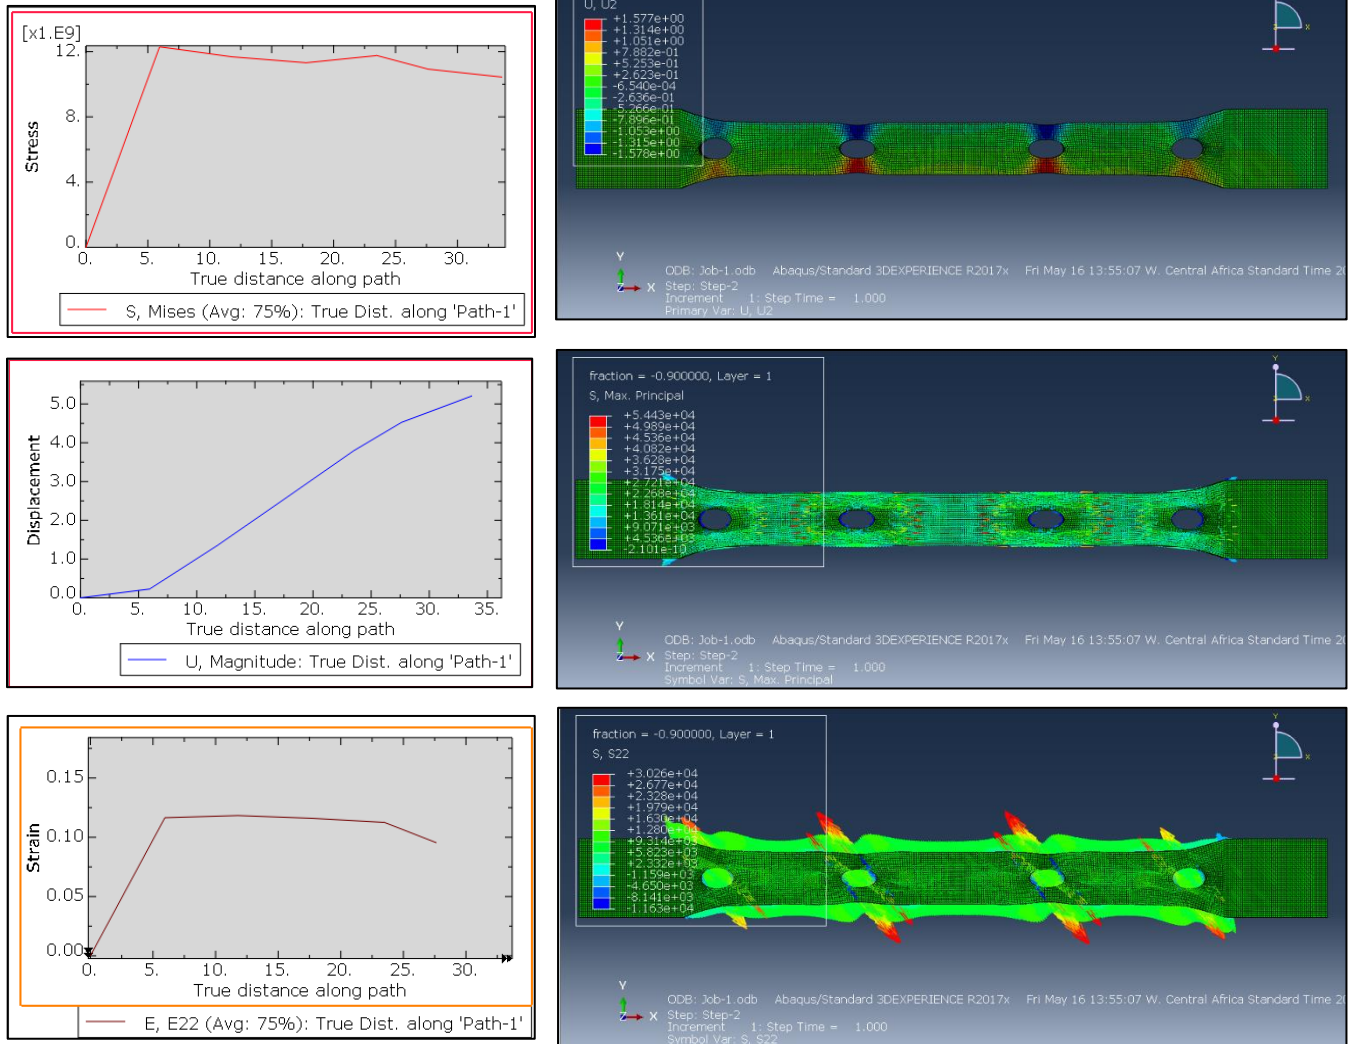 [x1.E9]
12.
8.
4.
0.
Stress
0. 5. 10. 15. 20. 25. 30.
True distance along path
S, Mises (Avg: 75%): True Dist. along 'Path-1'
U, U2
+1.577e+00
+1.314e+00
+1.051e+00
+7.882e-01
+5.253e-01
+2.623e-01
-6.540e-04
-2.636e-01
-5.266e-01
-7.896e-01
-1.053e+00
-1.315e+00
-1.578e+00
X
Y
X
Z
ODB: Job-1.odb Abaqus/Standard 3DEXPERIENCE R2017x Fri May 16 13:55:07 W. Central Africa Standard Time 20
Step: Step-2
Increment 1: Step Time = 1.000
Primary Var: U, U2
5.0
4.0
3.0
2.0
1.0
0.0
Displacement
0. 5. 10. 15. 20. 25. 30. 35.
True distance along path
U, Magnitude: True Dist. along 'Path-1'
fraction = -0.900000, Layer = 1
S, Max. Principal
+5.443e+04
+4.989e+04
+4.536e+04
+4.082e+04
+3.628e+04
+3.175e+04
+2.721e+04
+2.268e+04
+1.814e+04
+1.361e+04
+9.071e+03
+4.536e+03
-2.101e-10
Y
X
Y
X
Z
ODB: Job-1.odb Abaqus/Standard 3DEXPERIENCE R2017x Fri May 16 13:55:07 W. Central Africa Standard Time 20
Step: Step-2
Increment 1: Step Time = 1.000
Symbol Var: S, Max. Principal
0.15
0.10
0.05
0.00
Strain
0. 5. 10. 15. 20. 25. 30.
True distance along path
E, E22 (Avg: 75%): True Dist. along 'Path-1'
fraction = -0.900000, Layer = 1
S, S22
+3.026e+04
+2.677e+04
+2.328e+04
+1.979e+04
+1.630e+04
+1.280e+04
+9.314e+03
+5.823e+03
+2.332e+03
-1.159e+03
-4.650e+03
-8.141e+03
-1.163e+04
Y
X
Y
X
Z
ODB: Job-1.odb Abaqus/Standard 3DEXPERIENCE R2017x Fri May 16 13:55:07 W. Central Africa Standard Time 20
Step: Step-2
Increment 1: Step Time = 1.000
Symbol Var: S, S22